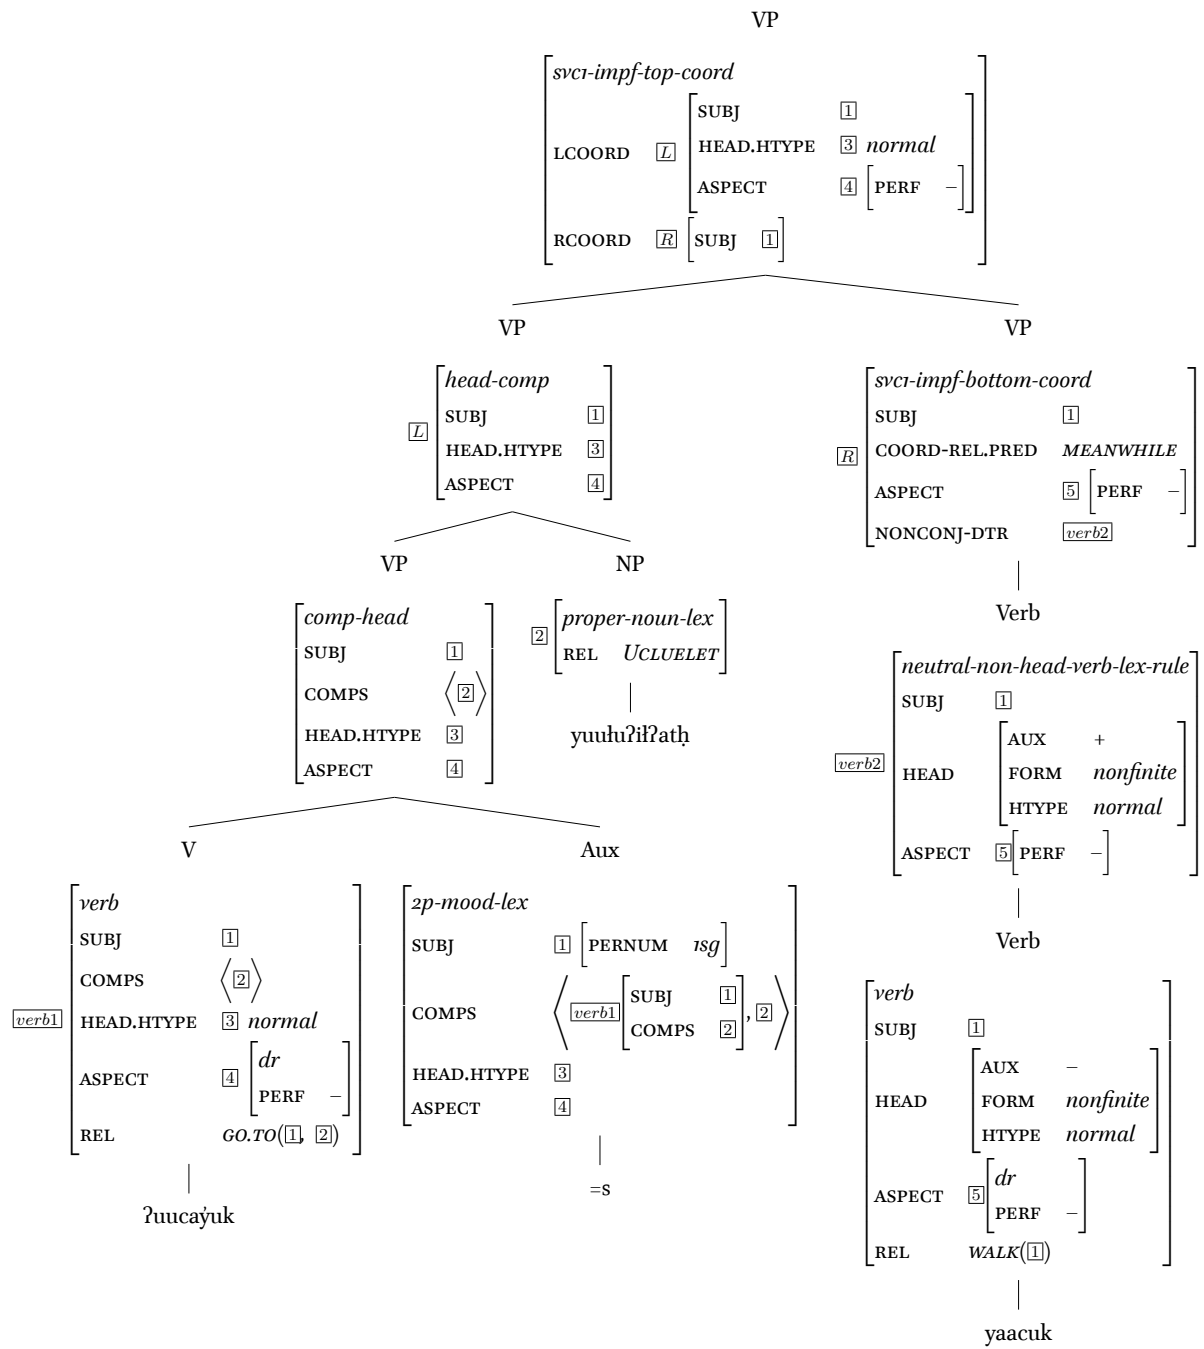 VP
svc1-impf-top-coord
SUBJ 1
LCOORD L HEAD.HTYPE 3 normal
ASPECT 4 PERF –
RCOORD R SUBJ 1
VP VP
head-comp
L SUBJ 1
HEAD.HTYPE 3
ASPECT 4
svc1-impf-bottom-coord
SUBJ 1
R COORD-REL.PRED MEANWHILE
ASPECT 5 PERF –
NONCONJ-DTR verb2
VP NP
Verb
comp-head
SUBJ 1
COMPS ⟨2⟩
HEAD.HTYPE 3
ASPECT 4
2 proper-noun-lex
REL UCLUELET
yuułuʔiłʔatḥ
neutral-non-head-verb-lex-rule
SUBJ 1
AUX +
verb2 HEAD FORM nonfinite
HTYPE normal
ASPECT 5 PERF –
V Aux
Verb
verb
SUBJ 1
COMPS ⟨2⟩
verb1 HEAD.HTYPE 3 normal
dr
ASPECT 4 PERF –
REL GO.TO(1, 2)
ʔuucay̓uk
2p-mood-lex
SUBJ 1 PERNUM 1sg
COMPS ⟨verb1 SUBJ 1 COMPS 2, 2⟩
HEAD.HTYPE 3
ASPECT 4
=s
verb
SUBJ 1
AUX –
HEAD FORM nonfinite
HTYPE normal
dr
ASPECT 5 PERF –
REL WALK(1)
yaacuk